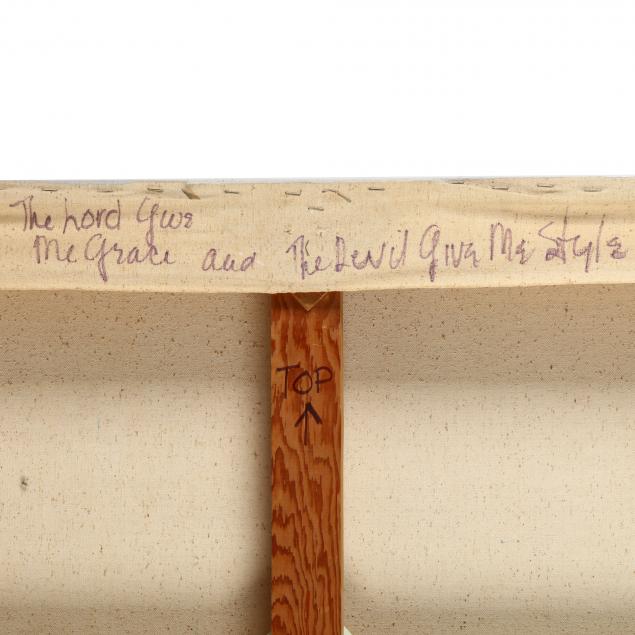 The Lord Give
Me Grace and The Devil Give Me Style
TOP